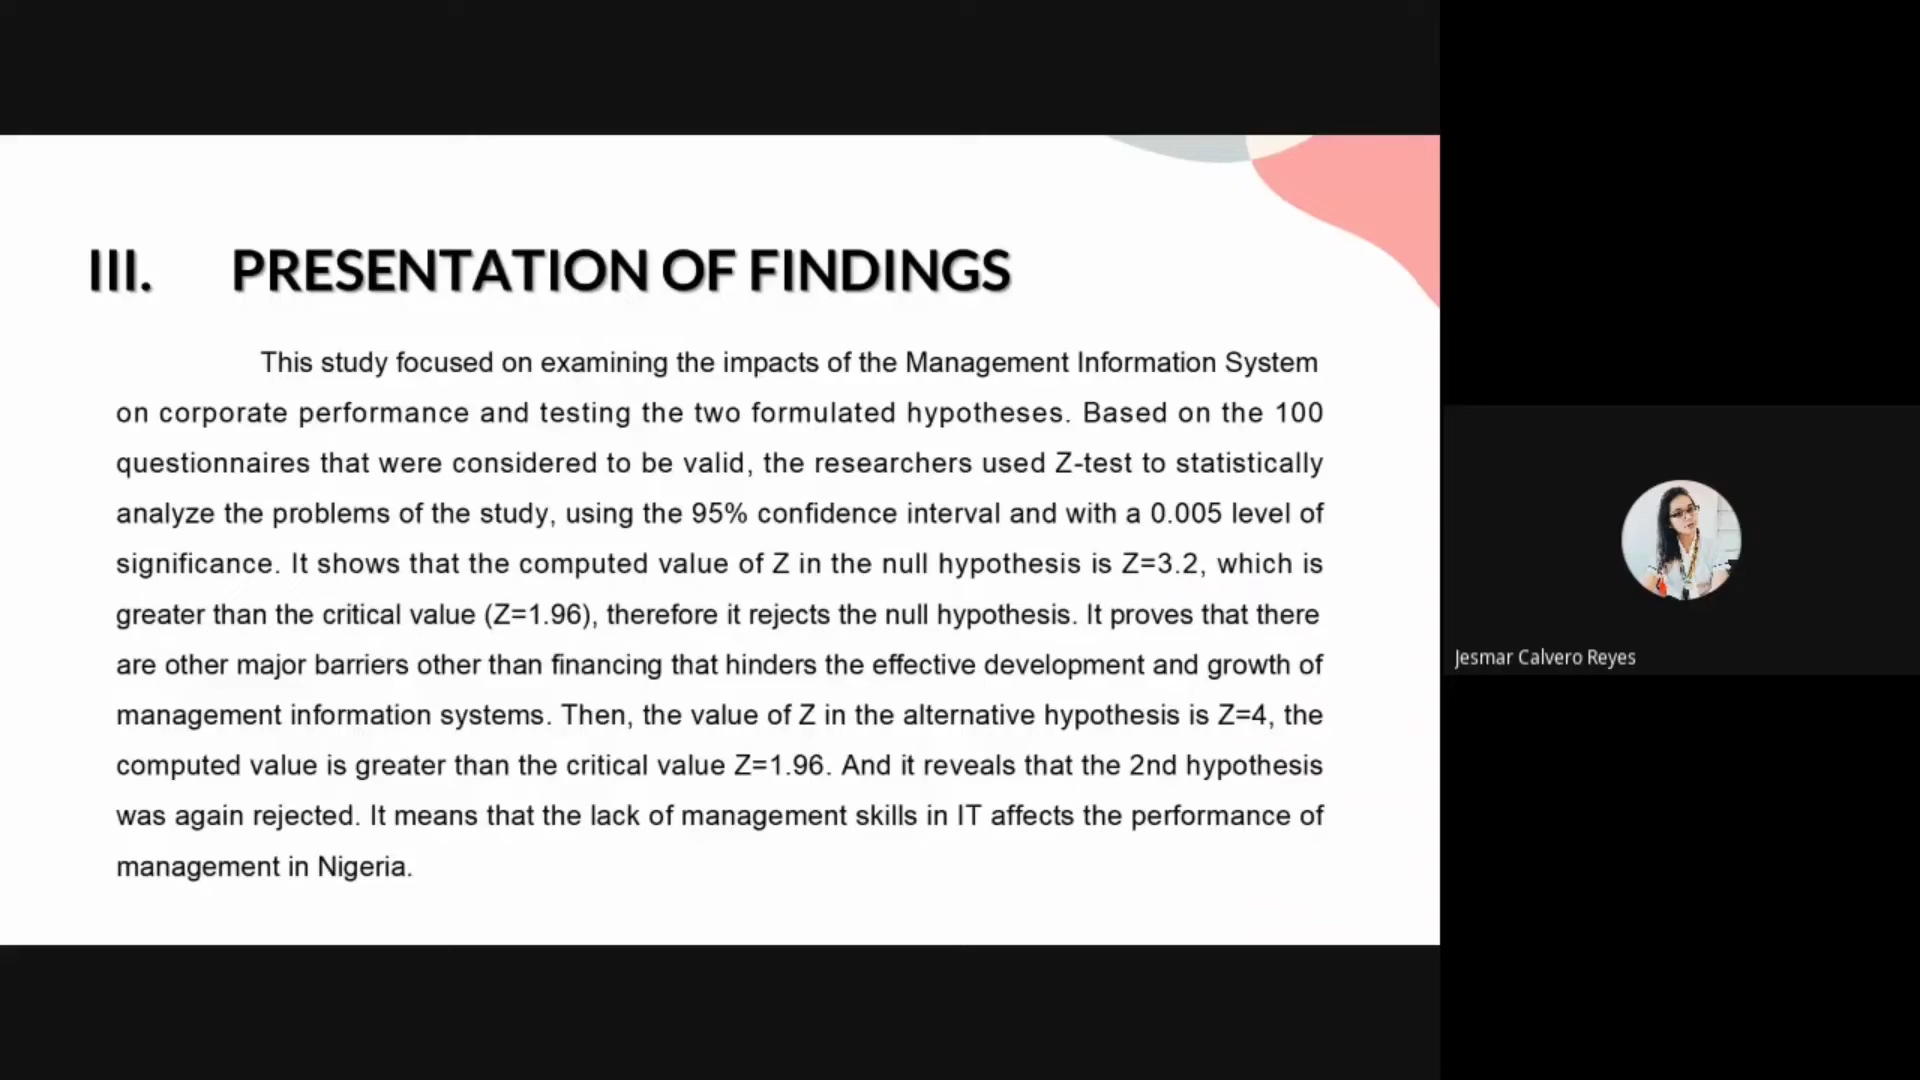 III. PRESENTATION OF FINDINGS
This study focused on examining the impacts of the Management Information System
on corporate performance and testing the two formulated hypotheses. Based on the 100
questionnaires that were considered to be valid, the researchers used Z-test to statistically
analyze the problems of the study, using the 95% confidence interval and with a 0.005 level of
significance. It shows that the computed value of Z in the null hypothesis is Z=3.2, which is
greater than the critical value (Z=1.96), therefore it rejects the null hypothesis. It proves that there
are other major barriers other than financing that hinders the effective development and growth of
management information systems. Then, the value of Z in the alternative hypothesis is Z=4, the
computed value is greater than the critical value Z=1.96. And it reveals that the 2nd hypothesis
was again rejected. It means that the lack of management skills in IT affects the performance of
management in Nigeria.
Jesmar Calvero Reyes